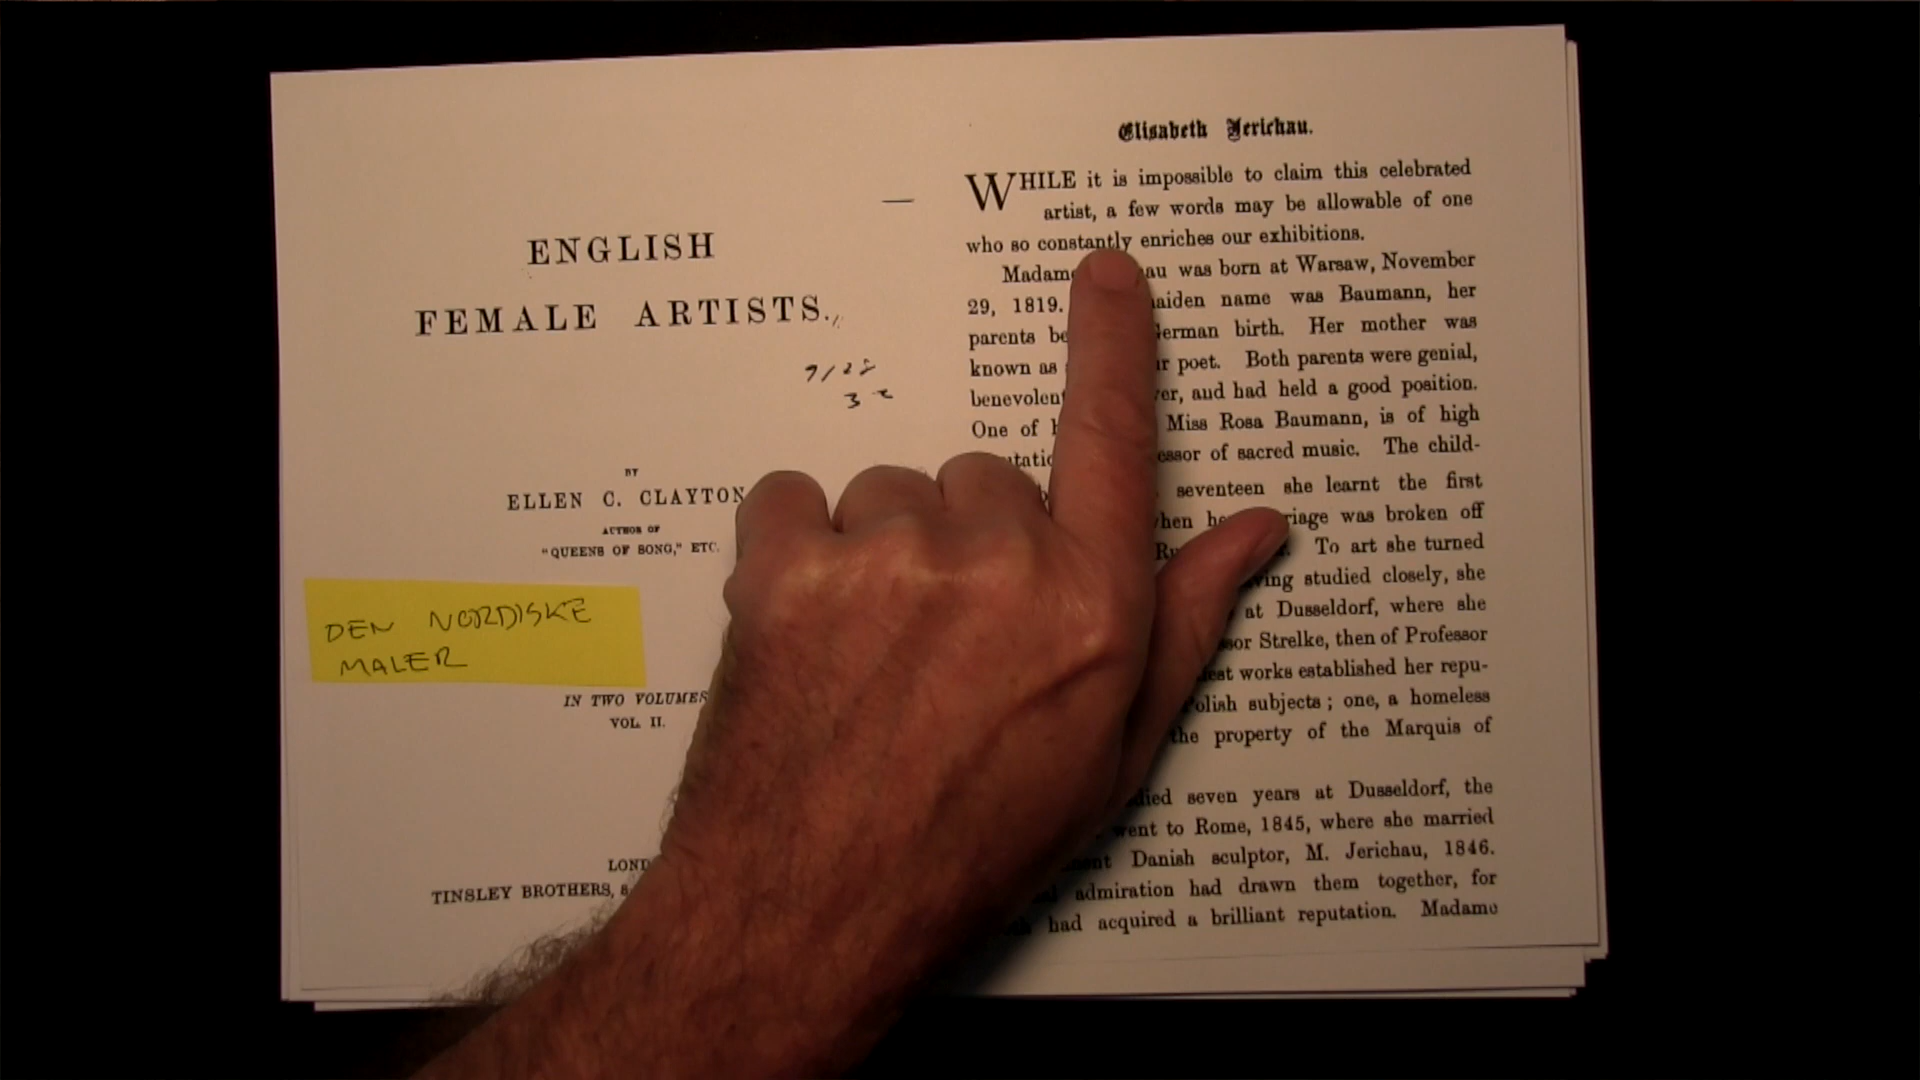 ENGLISH
FEMALE ARTISTS.
9/28
BY
ELLEN C. CLAYTON
AUTHOR OF
"QUEENS OF SONG," ETC.
DEN NORDISKE
MALER
IN TWO VOLUMES
VOL. II.
TINSLEY BROTHERS,
Elisabeth Jerichau.
WHILE it is impossible to claim this celebrated
artist, a few words may be allowable of one
who so constantly enriches our exhibitions.
Madame was born at Warsaw, November
29, 1819. name was Baumann, her
parents birth. Her mother was
known as poet. Both parents were genial,
and had held a good position.
One of Miss Rosa Baumann, is of high
of sacred music. The child-
seventeen she learnt the first
was broken off
To art she turned
studied closely, she
at Dusseldorf, where she
Strelke, then of Professor
works established her repu-
subjects; one, a homeless
the property of the Marquis of
seven years at Dusseldorf, the
went to Rome, 1845, where she married
Danish sculptor, M. Jerichau, 1846.
admiration had drawn them together, for
had acquired a brilliant reputation. Madame